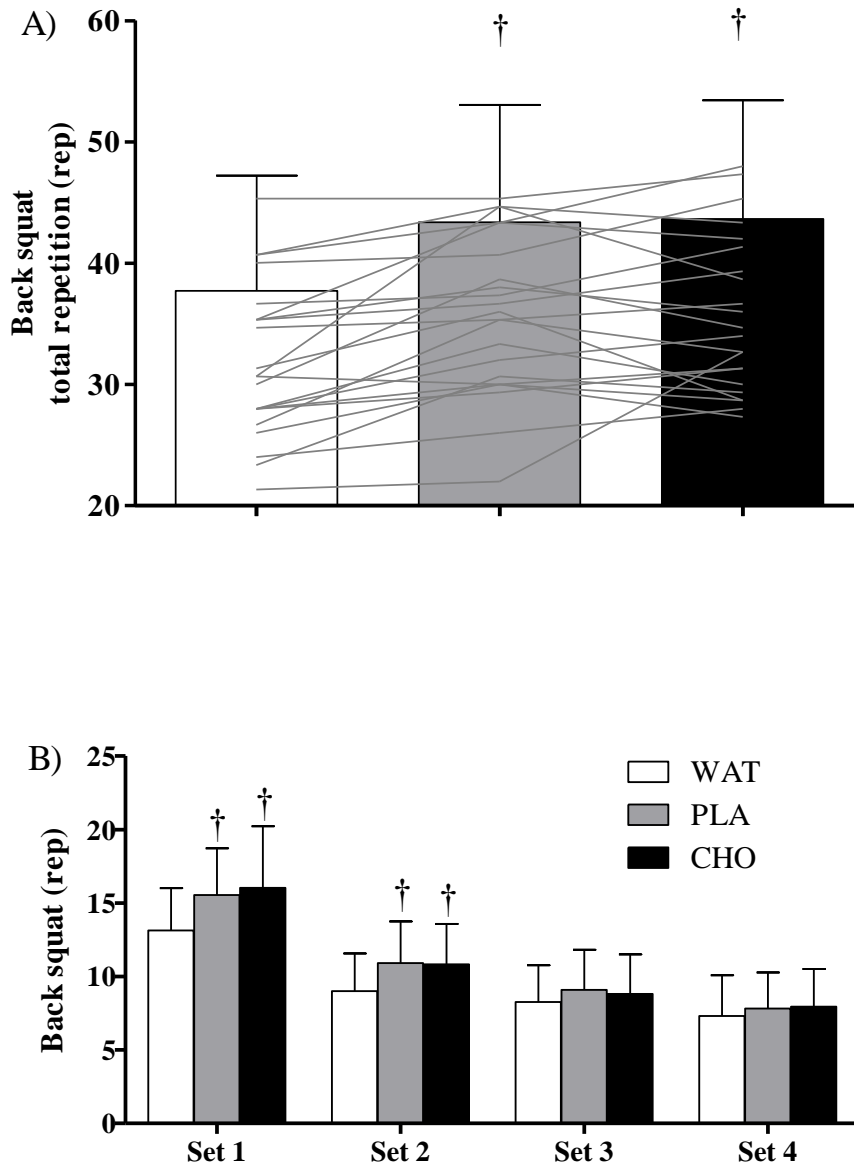 A)
Back squat
total repetition (rep)
60
50
40
30
20
†
†
B)
Back squat (rep)
25
20
15
10
5
0
† †
† †
WAT
PLA
CHO
Set 1 Set 2 Set 3 Set 4